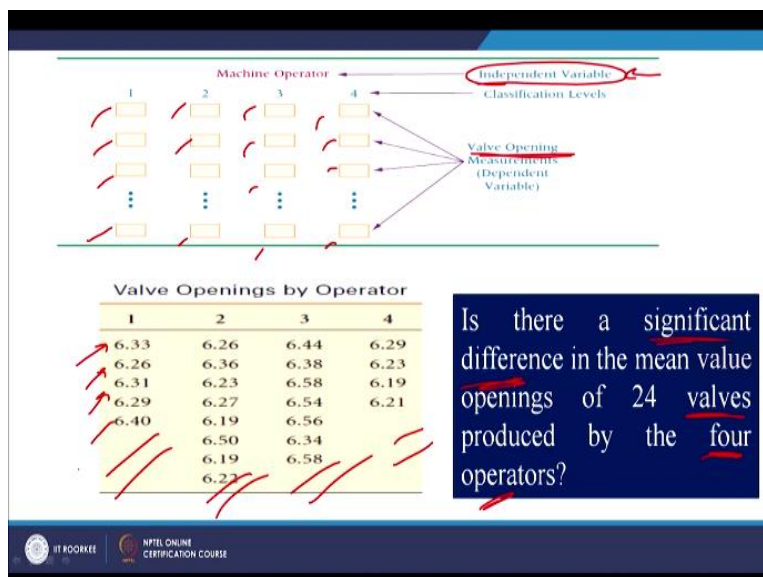 Machine Operator
Independent Variable
1 2 3 4
Classification Levels
Valve Opening
Measurements
(Dependent
Variable)
Valve Openings by Operator
1 2 3 4
6.33 6.26 6.44 6.29
6.26 6.36 6.38 6.23
6.31 6.23 6.58 6.19
6.29 6.27 6.54 6.21
6.40 6.19 6.56
6.50 6.34
6.19 6.58
6.22
Is there a significant
difference in the mean value
openings of 24 valves
produced by the four
operators?
IIT ROORKEE
NPTEL ONLINE
CERTIFICATION COURSE